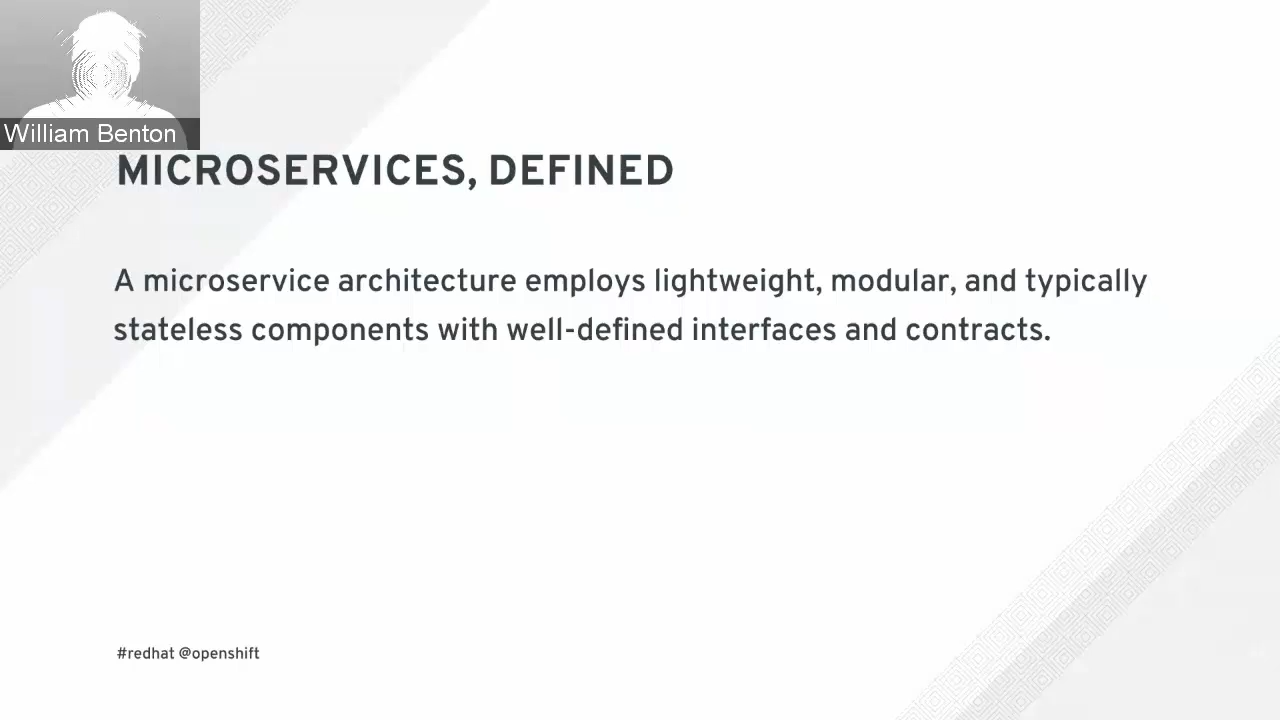 William Benton
MICROSERVICES, DEFINED
A microservice architecture employs lightweight, modular, and typically
stateless components with well-defined interfaces and contracts.
#redhat @openshift